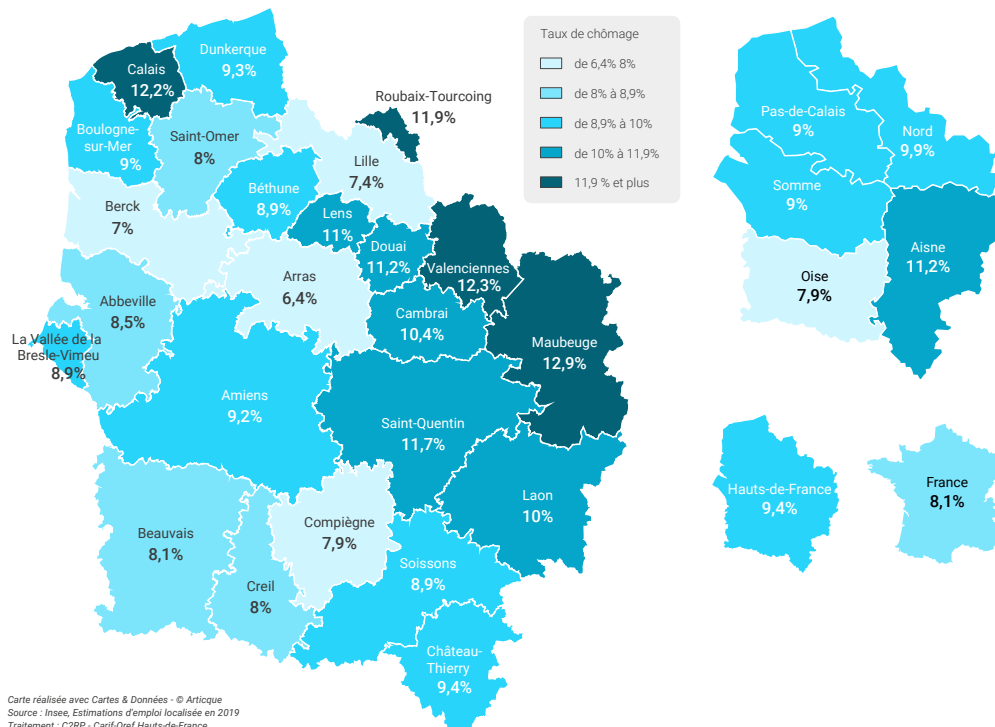 Dunkerque
9,3%
Calais
12,2%
Roubaix-Tourcoing
11,9%
Boulogne-
sur-Mer
9%
Saint-Omer
8%
Lille
7,4%
Béthune
8,9%
Berck
7%
Lens
11%
Douai
11,2%
Valenciennes
12,3%
Arras
6,4%
Abbeville
8,5%
Cambrai
10,4%
La Vallée de la
Bresle-Vimeu
8,9%
Maubeuge
12,9%
Amiens
9,2%
Saint-Quentin
11,7%
Laon
10%
Compiègne
7,9%
Beauvais
8,1%
Creil
8%
Soissons
8,9%
Château-
Thierry
9,4%
Taux de chômage
de 6,4% 8%
de 8% à 8,9%
de 8,9% à 10%
de 10% à 11,9%
11,9 % et plus
Pas-de-Calais
9%
Nord
9,9%
Somme
9%
Aisne
11,2%
Oise
7,9%
Hauts-de-France
9,4%
France
8,1%
Carte réalisée avec Cartes & Données - © Articque
Source : Insee, Estimations d'emploi localisée en 2019
Traitement : C2RP - Carif-Oref Hauts-de-France